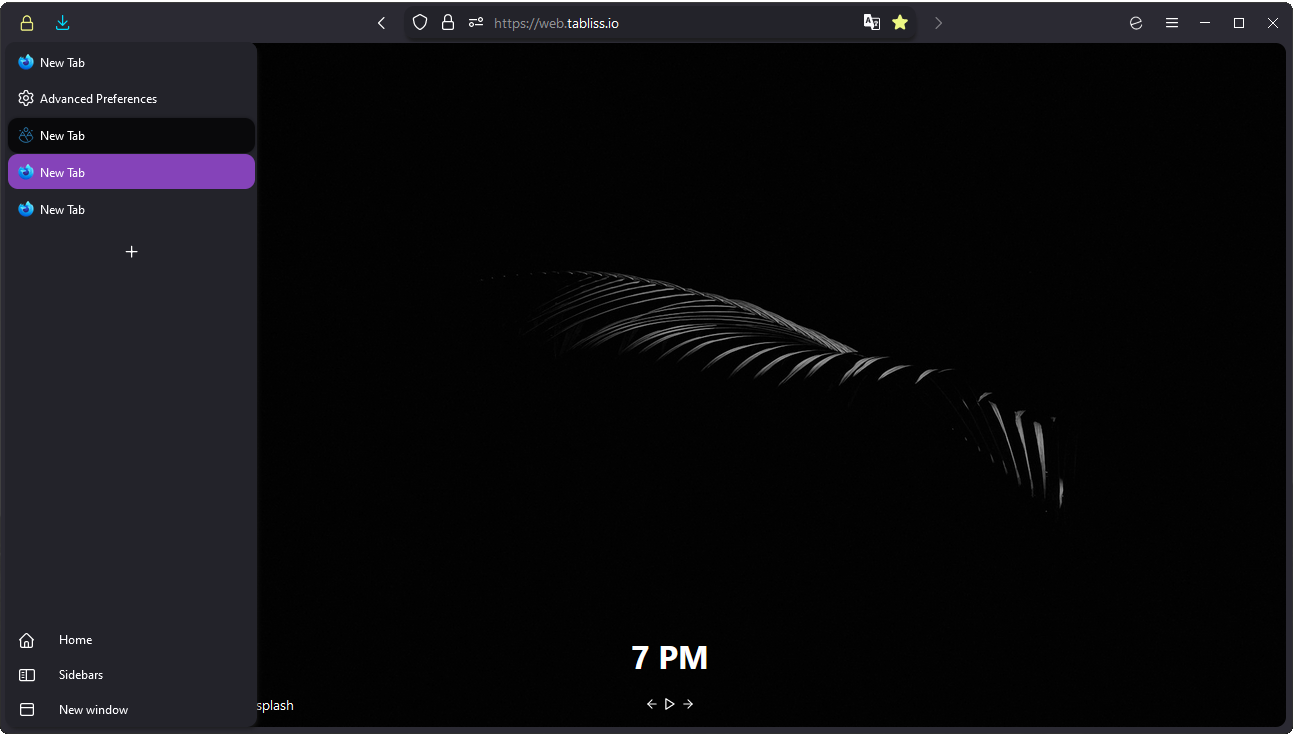 https://web.tabliss.io
New Tab
Advanced Preferences
New Tab
New Tab
New Tab
Home
Sidebars
New window
splash
7 PM